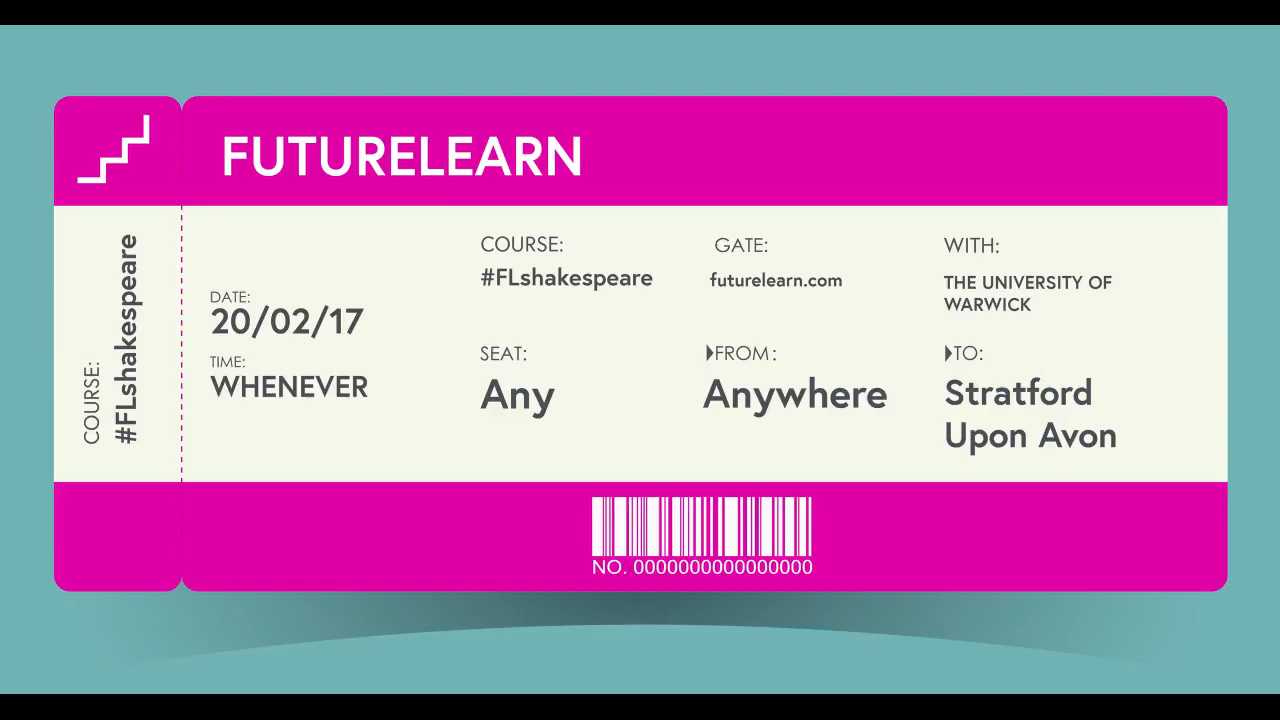 FUTURELEARN
COURSE:
#FLshakespeare
DATE:
20/02/17
TIME:
WHENEVER
COURSE:
#FLshakespeare
GATE:
futurelearn.com
WITH:
THE UNIVERSITY OF
WARWICK
SEAT:
Any
FROM:
Anywhere
TO:
Stratford
Upon Avon
NO. 0000000000000000